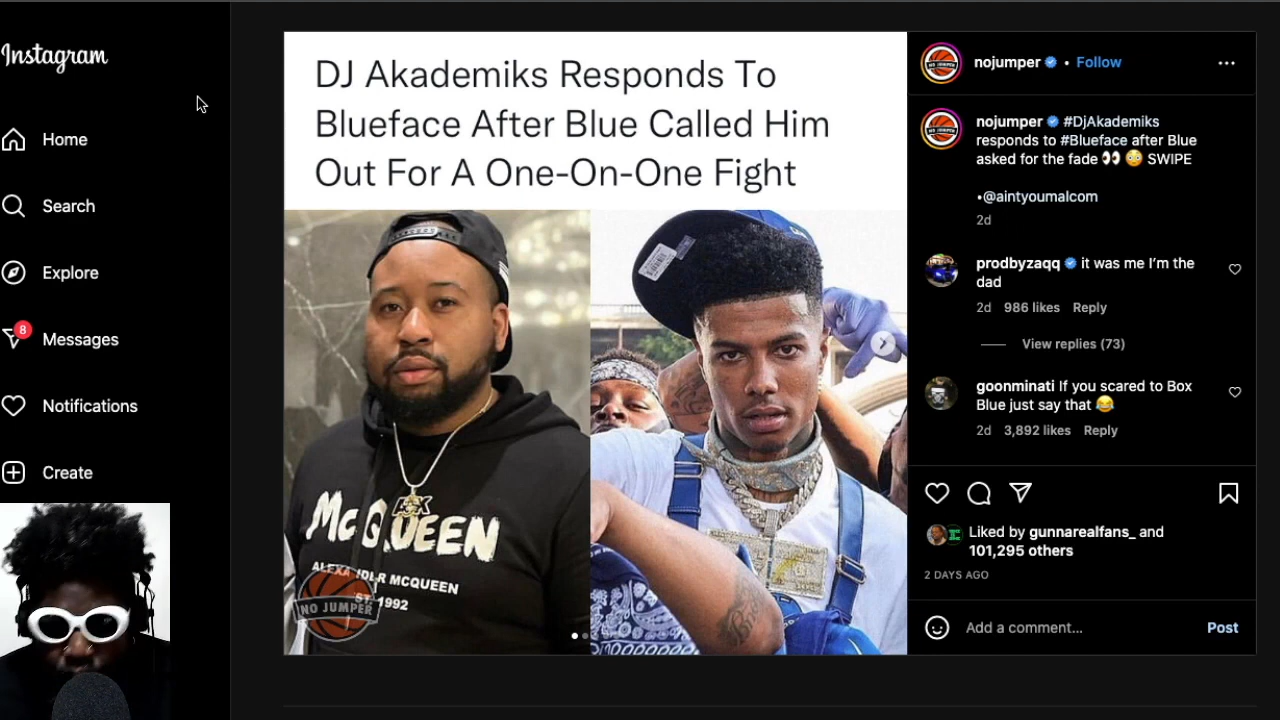 Instagram
Home
Search
Explore
8
Messages
Notifications
Create
DJ Akademiks Responds To
Blueface After Blue Called Him
Out For A One-On-One Fight
McQUEEN
ALEXANDER MCQUEEN
EST. 1992
NO JUMPER
nojumper • Follow
nojumper #DjAkademiks
responds to #Blueface after Blue
asked for the fade 👀 😳 SWIPE
•@aintyoumalcom
2d
prodbyzaqq it was me I’m the
dad
2d 986 likes Reply
View replies (73)
goonminati If you scared to Box
Blue just say that 😂
2d 3,892 likes Reply
Liked by gunnarealfans_ and
101,295 others
2 DAYS AGO
Add a comment...
Post